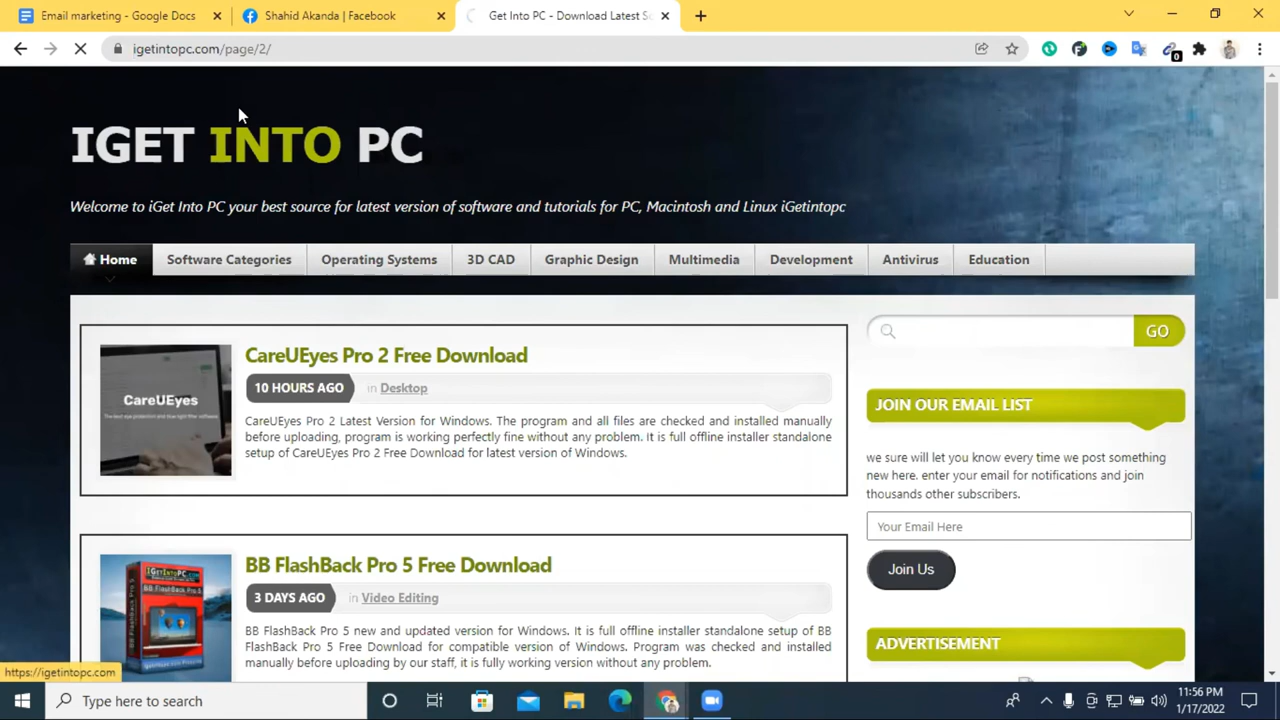 Email marketing - Google Docs
Shahid Akanda | Facebook
Get Into PC - Download Latest So
igetintopc.com/page/2/
0
IGET INTO PC
Welcome to iGet Into PC your best source for latest version of software and tutorials for PC, Macintosh and Linux iGetintopc
Home
Software Categories
Operating Systems
3D CAD
Graphic Design
Multimedia
Development
Antivirus
Education
CareUEyes
CareUEyes Pro 2 Free Download
10 HOURS AGO
in Desktop
CareUEyes Pro 2 Latest Version for Windows. The program and all files are checked and installed manually
before uploading, program is working perfectly fine without any problem. It is full offline installer standalone
setup of CareUEyes Pro 2 Free Download for latest version of Windows.
IGetIntoPC.com
BB FlashBack Pro 5
BB FlashBack Pro 5 Free Download
3 DAYS AGO
in Video Editing
BB FlashBack Pro 5 new and updated version for Windows. It is full offline installer standalone setup of BB
FlashBack Pro 5 Free Download for compatible version of Windows. Program was checked and installed
manually before uploading by our staff, it is fully working version without any problem.
GO
JOIN OUR EMAIL LIST
we sure will let you know every time we post something
new here. enter your email for notifications and join
thousands other subscribers.
Your Email Here
Join Us
ADVERTISEMENT
https://igetintopc.com
Type here to search
11:56 PM
1/17/2022